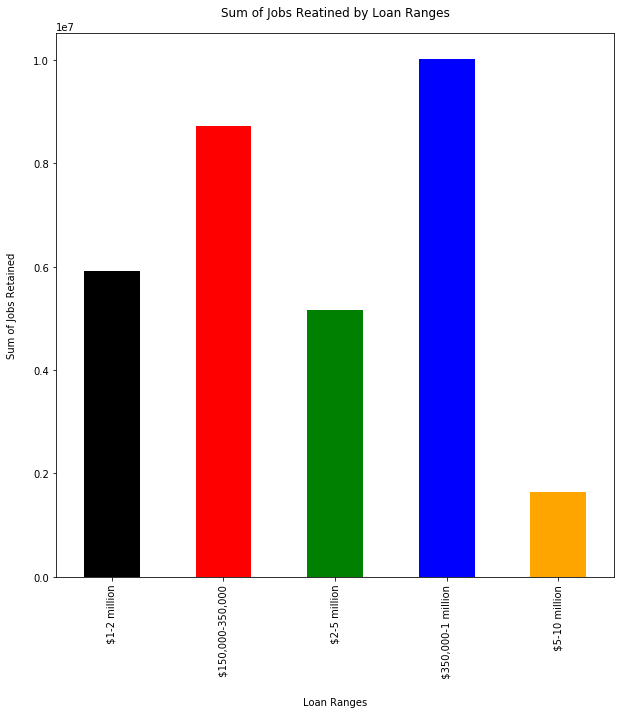 Sum of Jobs Reatined by Loan Ranges
1e7
1.0
0.8
0.6
0.4
0.2
0.0
Sum of Jobs Retained
$1-2 million
$150,000-350,000
$2-5 million
$350,000-1 million
$5-10 million
Loan Ranges